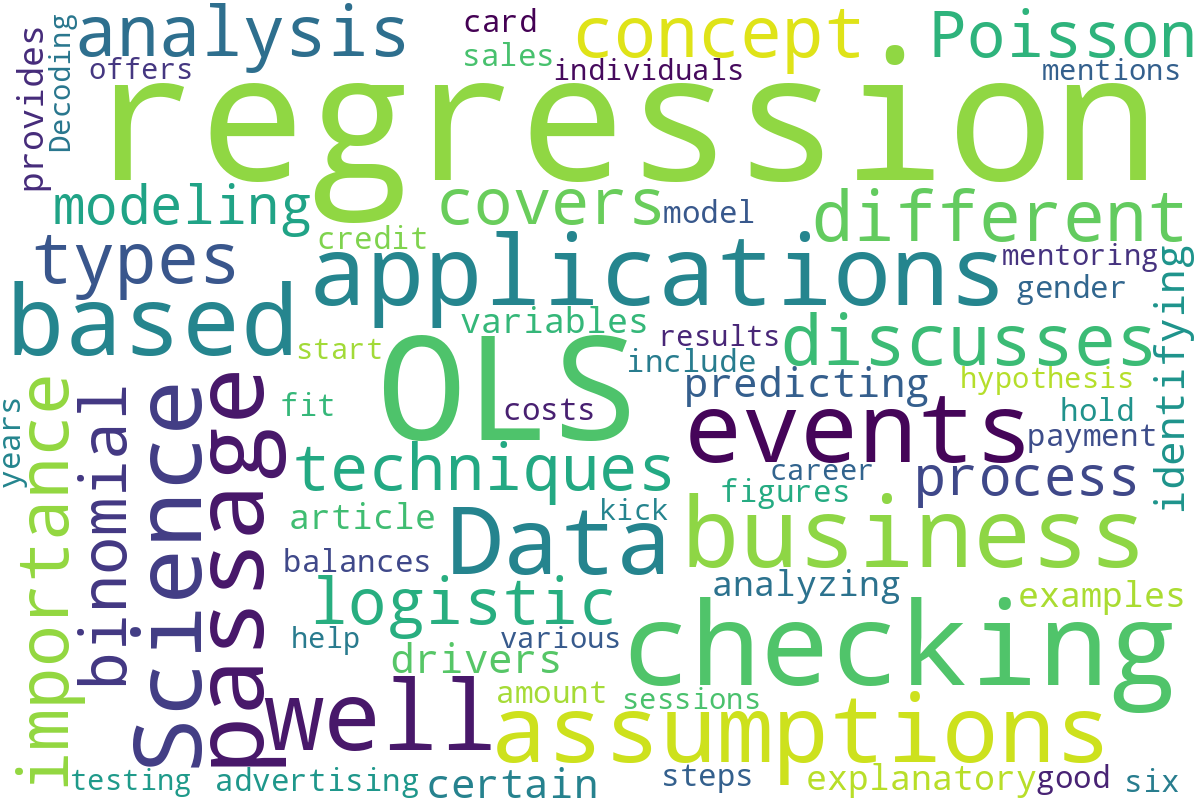 analysis
card
concept
Poisson
offers
sales
individuals
mentions
provides
Decoding
regression
modeling
covers
model
different
types
credit
applications
mentoring
gender
identifying
based
variables
results
discusses
start
OLS
include
predicting
hypothesis
years
importance
binomial
Science
passage
fit
costs
events
hold
payment
techniques
career
process
figures
article
kick
Data
business
balances
analyzing
examples
logistic
help
various
checking
drivers
well
amount
sessions
assumptions
testing
advertising
certain
steps
explanatory
good
six